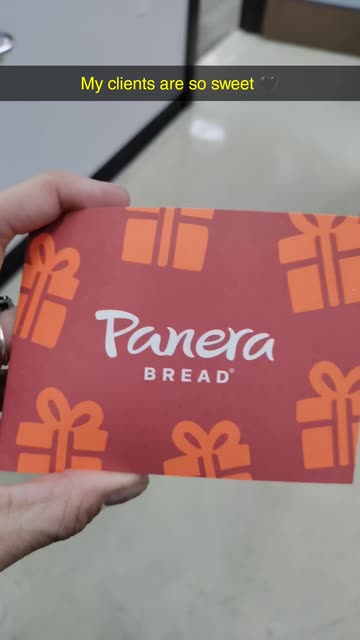 My clients are so sweet 🖤
Panera
BREAD®